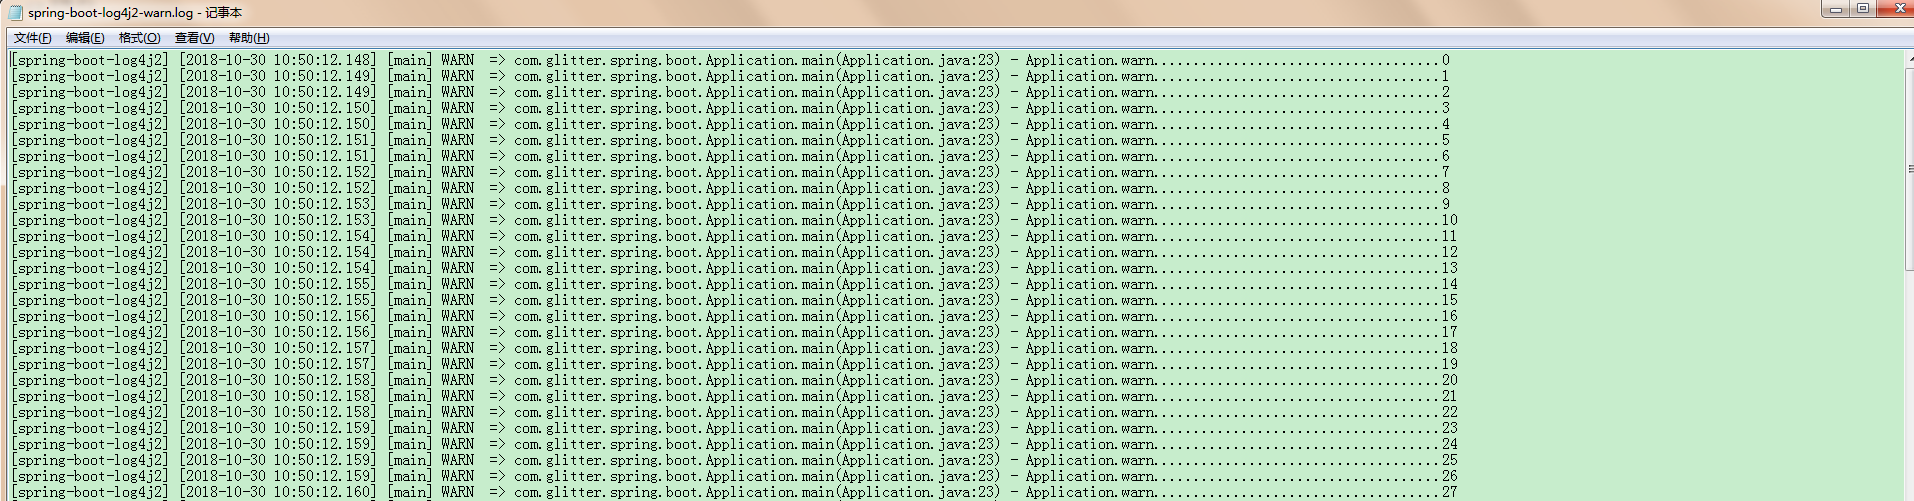 spring-boot-log4j2-warn.log - 记事本
文件(F) 编辑(E) 格式(O) 查看(V) 帮助(H)
[spring-boot-log4j2] [2018-10-30 10:50:12.148] [main] WARN  => com.glitter.spring.boot.Application.main(Application.java:23) - Application.warn....................................0
[spring-boot-log4j2] [2018-10-30 10:50:12.149] [main] WARN  => com.glitter.spring.boot.Application.main(Application.java:23) - Application.warn....................................1
[spring-boot-log4j2] [2018-10-30 10:50:12.149] [main] WARN  => com.glitter.spring.boot.Application.main(Application.java:23) - Application.warn....................................2
[spring-boot-log4j2] [2018-10-30 10:50:12.150] [main] WARN  => com.glitter.spring.boot.Application.main(Application.java:23) - Application.warn....................................3
[spring-boot-log4j2] [2018-10-30 10:50:12.150] [main] WARN  => com.glitter.spring.boot.Application.main(Application.java:23) - Application.warn....................................4
[spring-boot-log4j2] [2018-10-30 10:50:12.151] [main] WARN  => com.glitter.spring.boot.Application.main(Application.java:23) - Application.warn....................................5
[spring-boot-log4j2] [2018-10-30 10:50:12.151] [main] WARN  => com.glitter.spring.boot.Application.main(Application.java:23) - Application.warn....................................6
[spring-boot-log4j2] [2018-10-30 10:50:12.152] [main] WARN  => com.glitter.spring.boot.Application.main(Application.java:23) - Application.warn....................................7
[spring-boot-log4j2] [2018-10-30 10:50:12.152] [main] WARN  => com.glitter.spring.boot.Application.main(Application.java:23) - Application.warn....................................8
[spring-boot-log4j2] [2018-10-30 10:50:12.153] [main] WARN  => com.glitter.spring.boot.Application.main(Application.java:23) - Application.warn....................................9
[spring-boot-log4j2] [2018-10-30 10:50:12.153] [main] WARN  => com.glitter.spring.boot.Application.main(Application.java:23) - Application.warn....................................10
[spring-boot-log4j2] [2018-10-30 10:50:12.154] [main] WARN  => com.glitter.spring.boot.Application.main(Application.java:23) - Application.warn....................................11
[spring-boot-log4j2] [2018-10-30 10:50:12.154] [main] WARN  => com.glitter.spring.boot.Application.main(Application.java:23) - Application.warn....................................12
[spring-boot-log4j2] [2018-10-30 10:50:12.154] [main] WARN  => com.glitter.spring.boot.Application.main(Application.java:23) - Application.warn....................................13
[spring-boot-log4j2] [2018-10-30 10:50:12.155] [main] WARN  => com.glitter.spring.boot.Application.main(Application.java:23) - Application.warn....................................14
[spring-boot-log4j2] [2018-10-30 10:50:12.155] [main] WARN  => com.glitter.spring.boot.Application.main(Application.java:23) - Application.warn....................................15
[spring-boot-log4j2] [2018-10-30 10:50:12.156] [main] WARN  => com.glitter.spring.boot.Application.main(Application.java:23) - Application.warn....................................16
[spring-boot-log4j2] [2018-10-30 10:50:12.156] [main] WARN  => com.glitter.spring.boot.Application.main(Application.java:23) - Application.warn....................................17
[spring-boot-log4j2] [2018-10-30 10:50:12.157] [main] WARN  => com.glitter.spring.boot.Application.main(Application.java:23) - Application.warn....................................18
[spring-boot-log4j2] [2018-10-30 10:50:12.157] [main] WARN  => com.glitter.spring.boot.Application.main(Application.java:23) - Application.warn....................................19
[spring-boot-log4j2] [2018-10-30 10:50:12.158] [main] WARN  => com.glitter.spring.boot.Application.main(Application.java:23) - Application.warn....................................20
[spring-boot-log4j2] [2018-10-30 10:50:12.158] [main] WARN  => com.glitter.spring.boot.Application.main(Application.java:23) - Application.warn....................................21
[spring-boot-log4j2] [2018-10-30 10:50:12.158] [main] WARN  => com.glitter.spring.boot.Application.main(Application.java:23) - Application.warn....................................22
[spring-boot-log4j2] [2018-10-30 10:50:12.159] [main] WARN  => com.glitter.spring.boot.Application.main(Application.java:23) - Application.warn....................................23
[spring-boot-log4j2] [2018-10-30 10:50:12.159] [main] WARN  => com.glitter.spring.boot.Application.main(Application.java:23) - Application.warn....................................24
[spring-boot-log4j2] [2018-10-30 10:50:12.159] [main] WARN  => com.glitter.spring.boot.Application.main(Application.java:23) - Application.warn....................................25
[spring-boot-log4j2] [2018-10-30 10:50:12.159] [main] WARN  => com.glitter.spring.boot.Application.main(Application.java:23) - Application.warn....................................26
[spring-boot-log4j2] [2018-10-30 10:50:12.160] [main] WARN  => com.glitter.spring.boot.Application.main(Application.java:23) - Application.warn....................................27